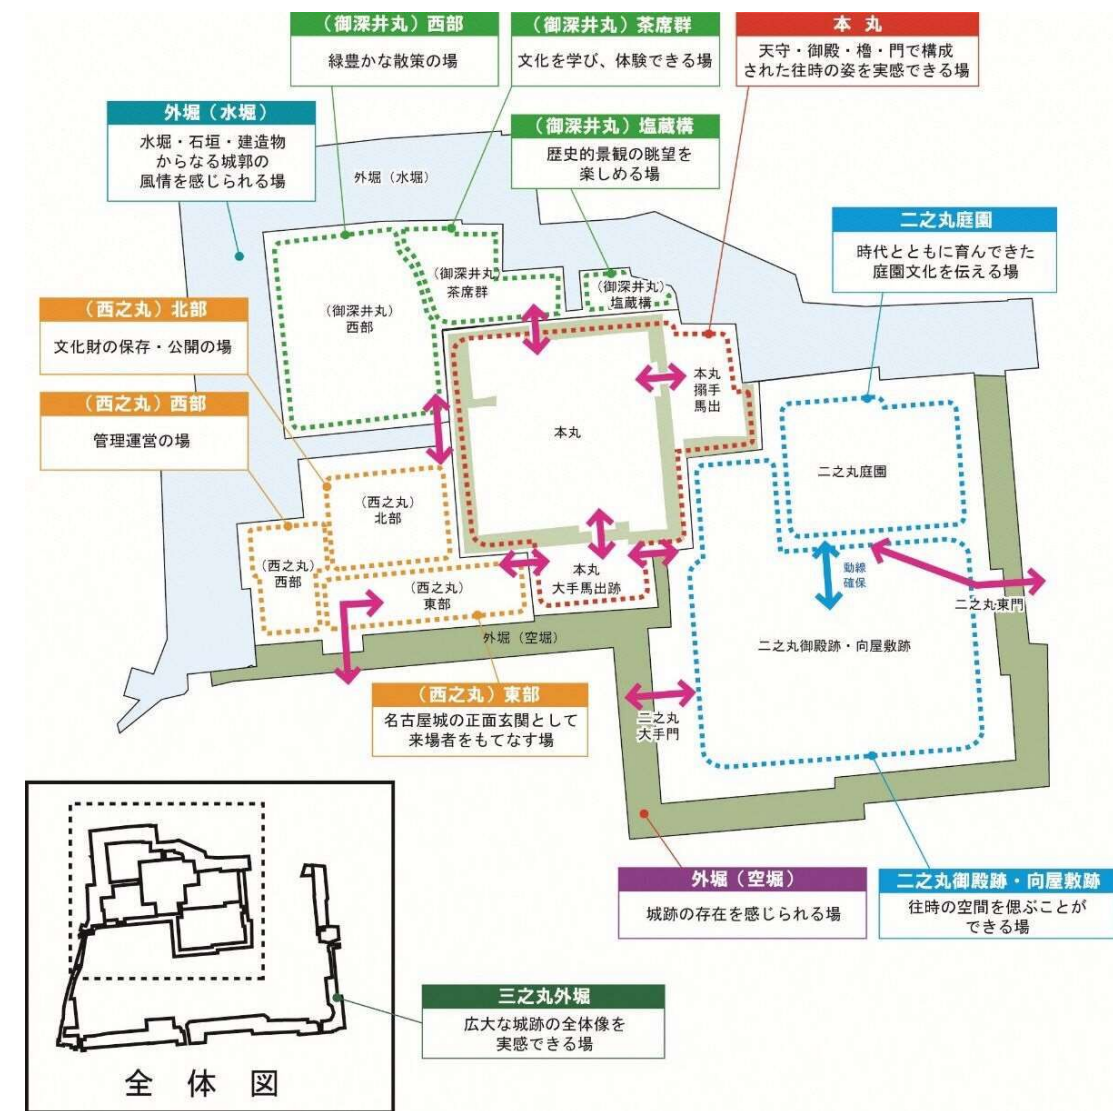 （御深井丸）西部
緑豊かな散策の場
（御深井丸）茶席群
文化を学び、体験できる場
本丸
天守・御殿・櫓・門で構成
された往時の姿を実感できる場
外堀（水堀）
水堀・石垣・建造物
からなる城郭の
風情を感じられる場
（御深井丸）塩蔵構
歴史的景観の眺望を
楽しめる場
外堀（水堀）
二之丸庭園
時代とともに育んできた
庭園文化を伝える場
（西之丸）北部
文化財の保存・公開の場
（西之丸）西部
管理運営の場
（御深井丸）
西部
（御深井丸）
茶席群
（御深井丸）
塩蔵構
本丸
搦手
馬出
本丸
二之丸庭園
（西之丸）
北部
（西之丸）
西部
（西之丸）
東部
本丸
大手馬出跡
動線
確保
二之丸東門
外堀（空堀）
二之丸御殿跡・向屋敷跡
二之丸
大手門
（西之丸）東部
名古屋城の正面玄関として
来場者をもてなす場
外堀（空堀）
城跡の存在を感じられる場
二之丸御殿跡・向屋敷跡
往時の空間を偲ぶことが
できる場
三之丸外堀
広大な城跡の全体像を
実感できる場
全体図